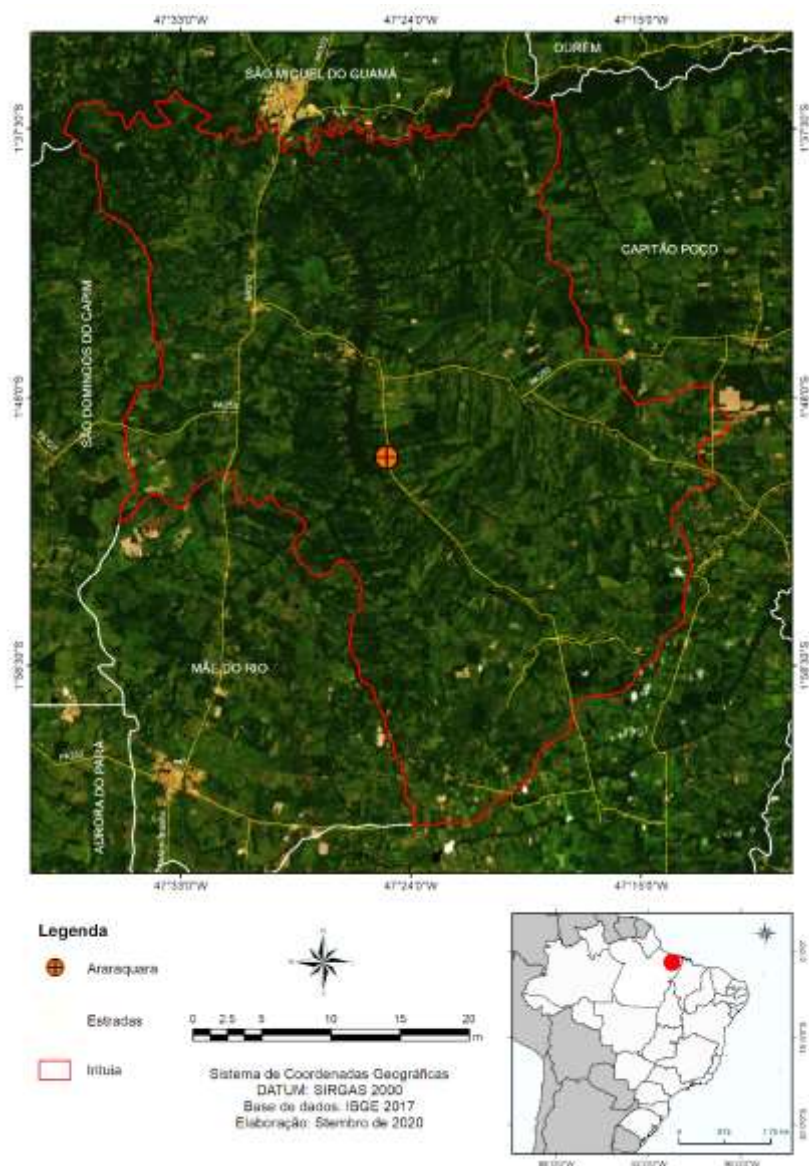 47°33'0"W
47°24'0"W
47°15'0"W
OURÉM
SÃO MIGUEL DO GUAMÁ
1°37'30"S
1°37'30"S
CAPITÃO POÇO
SÃO DOMINGOS DO CAPIM
1°48'0"S
1°48'0"S
MÃE DO RIO
1°58'30"S
1°58'30"S
AURORA DO PARÁ
47°33'0"W
47°24'0"W
47°15'0"W
Legenda
Araraquara
Estradas
Irituia
0 2,5 5 10 15 20
m
Sistema de Coordenadas Geográficas
DATUM: SIRGAS 2000
Base de dados: IBGE 2017
Elaboração: Stembro de 2020